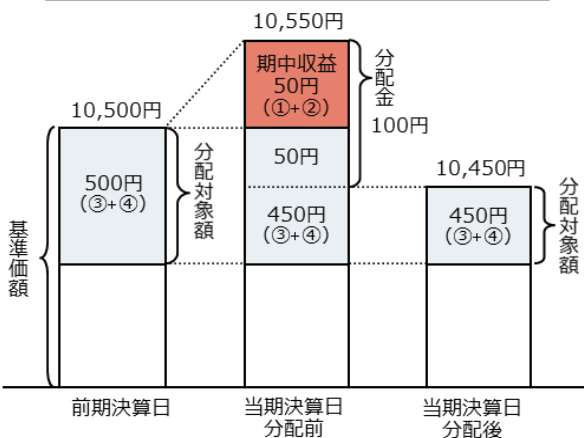 10,550円
期中収益
50円
(①+②)
分配金
100円
10,500円
50円
10,450円
500円
(③+④)
分配対象額
450円
(③+④)
450円
(③+④)
分配対象額
基準価額
前期決算日
当期決算日
分配前
当期決算日
分配後